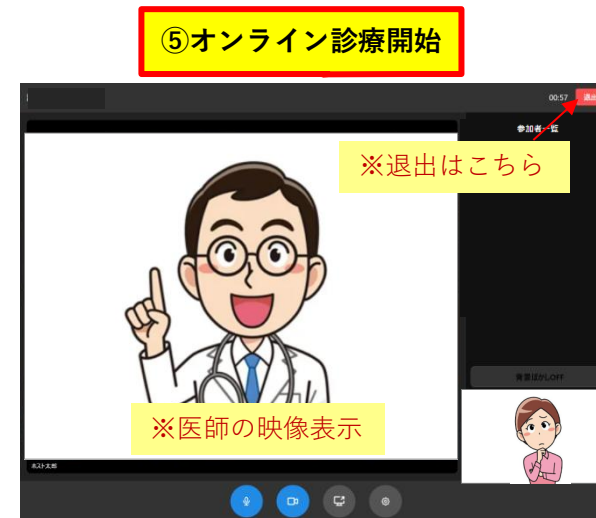 ⑤オンライン診療開始
00:57
退出
参加者一覧
※退出はこちら
背景ぼかしOFF
※医師の映像表示
ホスト太郎